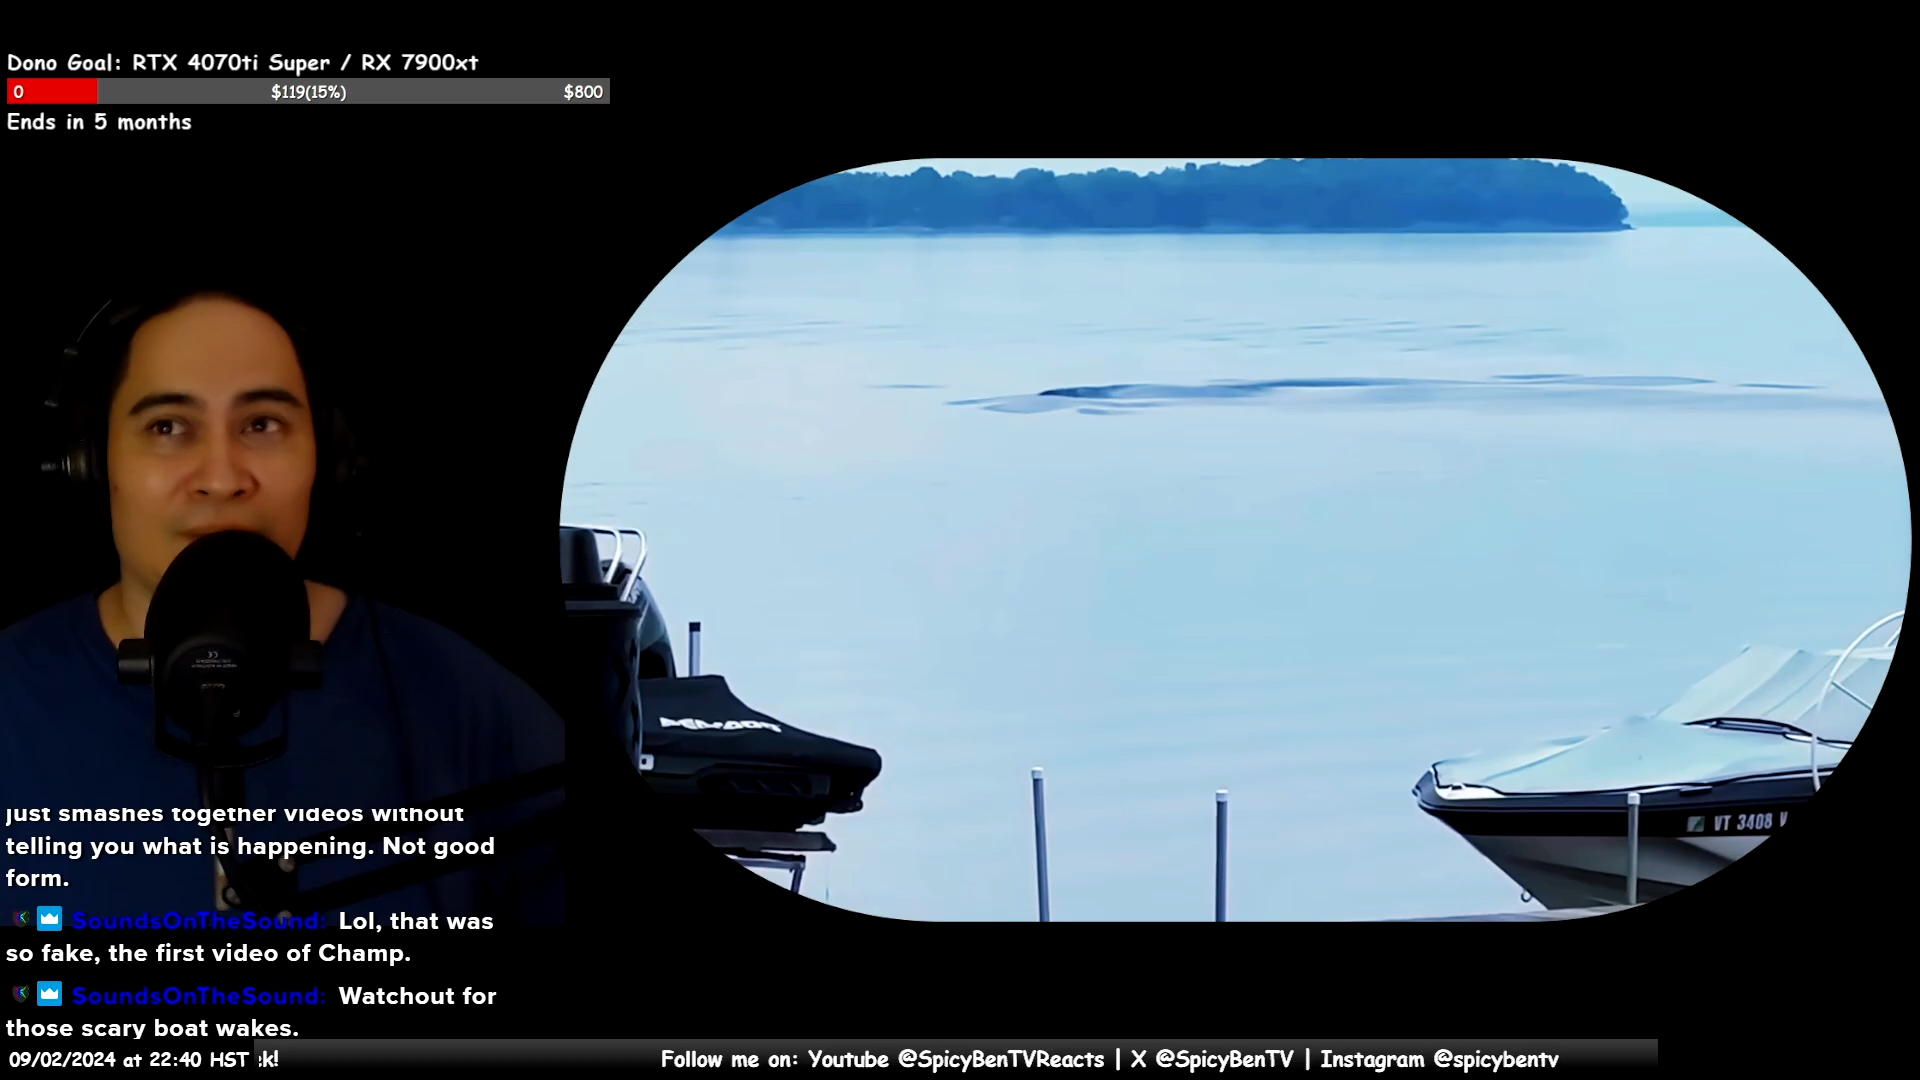 Dono Goal: RTX 4070ti Super / RX 7900xt
0 $119(15%) $800
Ends in 5 months
VT 3408 V
just smashes together videos without
telling you what is happening. Not good
form.
SoundsOnTheSound: Lol, that was
so fake, the first video of Champ.
SoundsOnTheSound: Watchout for
those scary boat wakes.
09/02/2024 at 22:40 HST k! Follow me on: Youtube @SpicyBenTVReacts | X @SpicyBenTV | Instagram @spicybentv